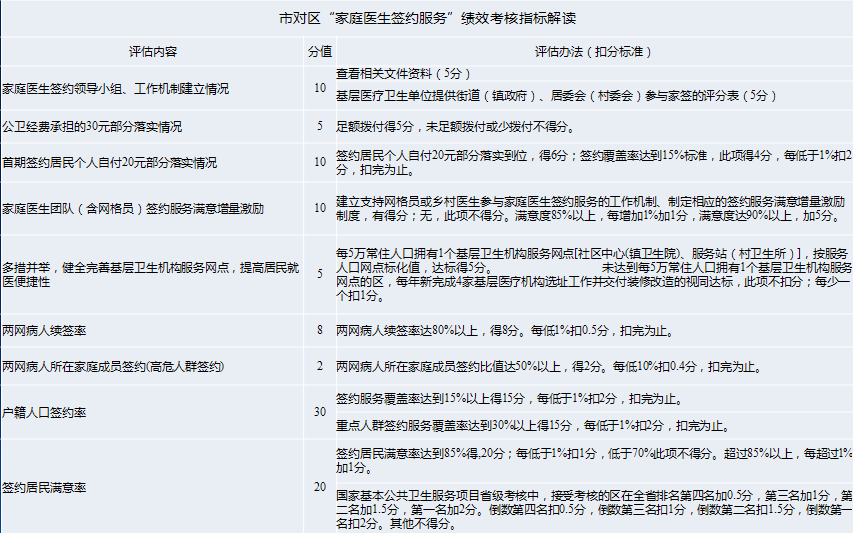 市对区“家庭医生签约服务”绩效考核指标解读
评估内容
分值
评估办法（扣分标准）
家庭医生签约领导小组、工作机制建立情况
10
查看相关文件资料（5分）
基层医疗卫生单位提供街道（镇政府）、居委会（村委会）参与家签的评分表（5分）
公卫经费承担的30元部分落实情况
5
足额拨付得5分，未足额拨付或少拨付不得分。
首期签约居民个人自付20元部分落实情况
10
签约居民个人自付20元部分落实到位，得6分；签约覆盖率达到15%标准，此项得4分，每低于1%扣2
分，扣完为止。
家庭医生团队（含网格员）签约服务满意增量激励
10
建立支持网格员或乡村医生参与家庭医生签约服务的工作机制、制定相应的签约服务满意增量激励
制度，有得分；无，此项不得分。满意度85%以上，每增加1%加1分，满意度达90%以上，加5分。
多措并举，健全完善基层卫生机构服务网点，提高居民就
医便捷性
5
每5万常住人口拥有1个基层卫生机构服务网点[社区中心(镇卫生院)、服务站（村卫生所）]，按服务
人口网点标化值，达标得5分。 未达到每5万常住人口拥有1个基层卫生机构服务
网点的区，每年新完成4家基层医疗机构选址工作并交付装修改造的视同达标，此项不扣分；每少一
个扣1分。
两网病人续签率
8
两网病人续签率达80%以上，得8分。每低1%扣0.5分，扣完为止。
两网病人所在家庭成员签约(高危人群签约)
2
两网病人所在家庭成员签约比值达50%以上，得2分。每低10%扣0.4分，扣完为止。
户籍人口签约率
30
签约服务覆盖率达到15%以上得15分，每低于1%扣2分，扣完为止。
重点人群签约服务覆盖率达到30%以上得15分，每低于1%扣2分，扣完为止。
签约居民满意率
20
签约居民满意率达到85%得,20分；每低于1%扣1分，低于70%此项不得分。超过85%以上，每超过1%
加1分。
国家基本公共卫生服务项目省级考核中，接受考核的区在全省排名第四名加0.5分，第三名加1分，第
二名加1.5分，第一名加2分。倒数第四名扣0.5分，倒数第三名扣1分，倒数第二名扣1.5分，倒数第一
名扣2分。其他不得分。